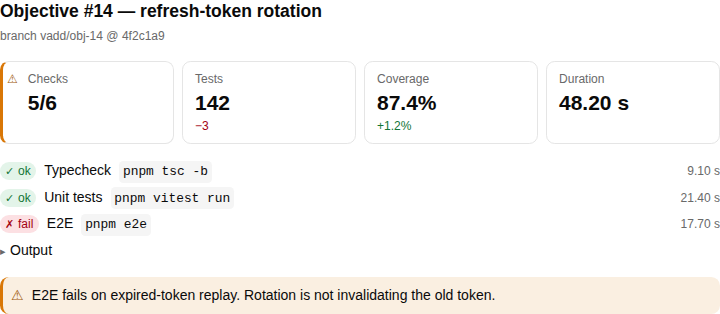 Objective #14 — refresh-token rotation
branch vadd/obj-14 @ 4f2c1a9
⚠ Checks
5/6
Tests
142
−3
Coverage
87.4%
+1.2%
Duration
48.20 s
✓ ok Typecheck pnpm tsc -b 9.10 s
✓ ok Unit tests pnpm vitest run 21.40 s
✗ fail E2E pnpm e2e 17.70 s
▸ Output
⚠ E2E fails on expired-token replay. Rotation is not invalidating the old token.